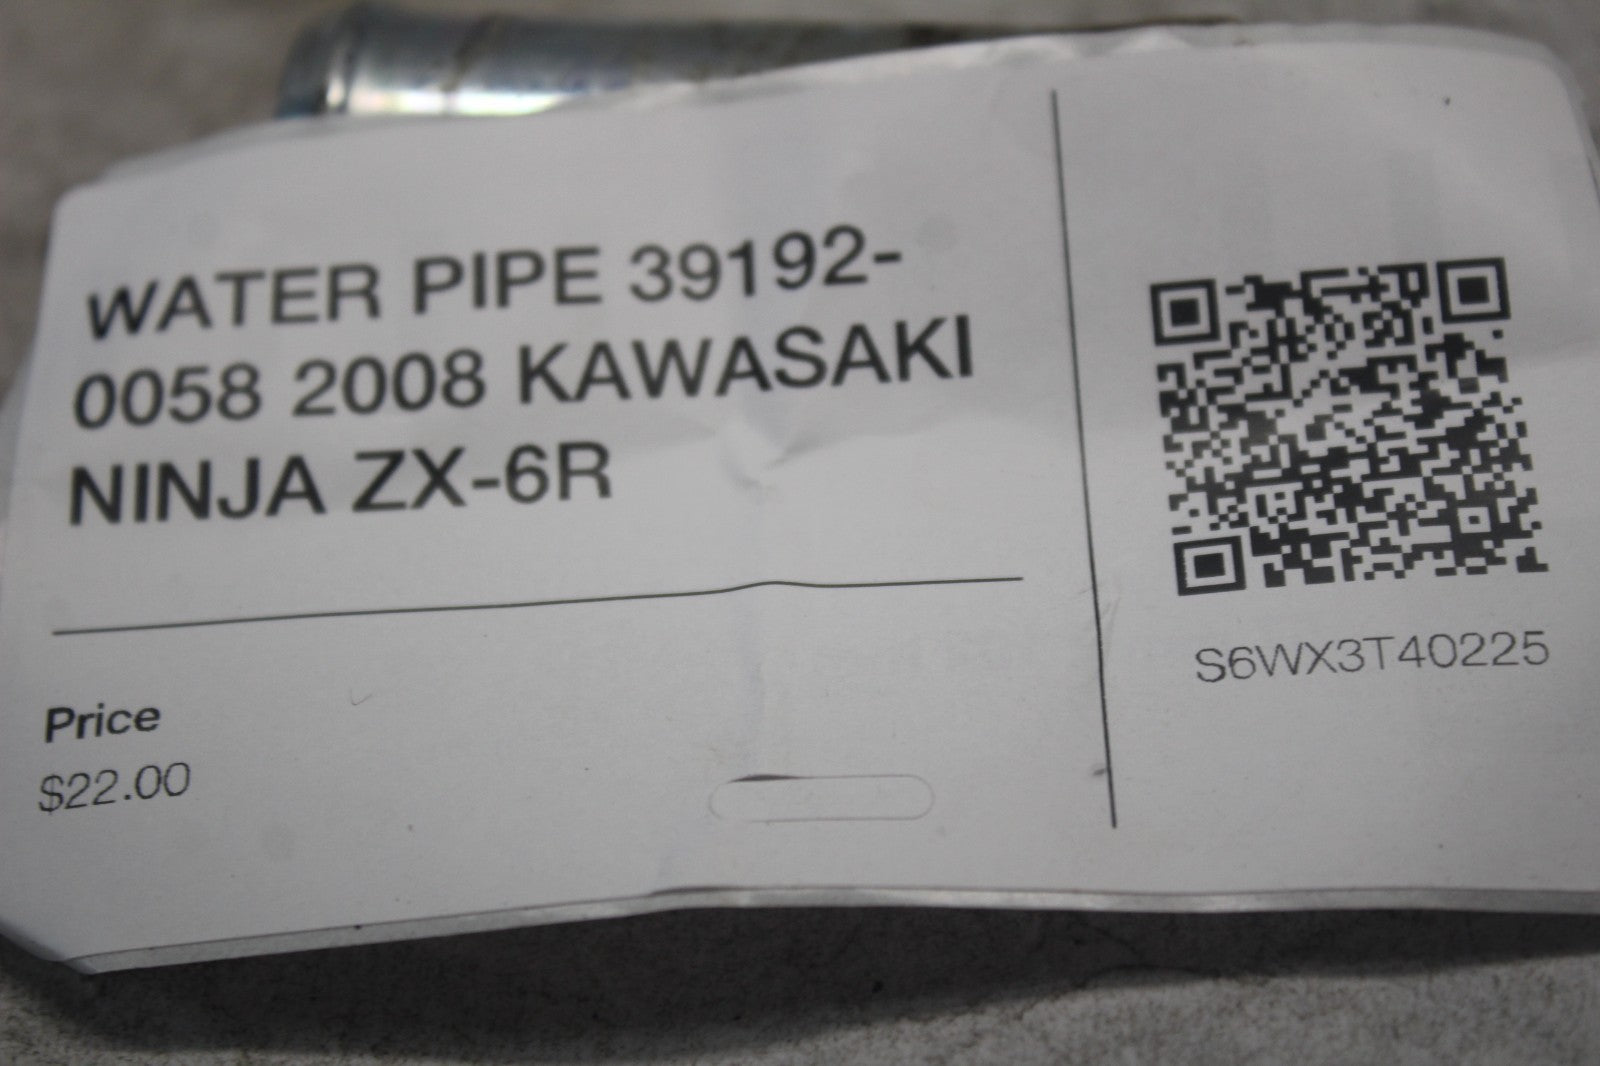 WATER PIPE 39192-
0058 2008 KAWASAKI
NINJA ZX-6R
Price
$22.00
S6WX3T40225